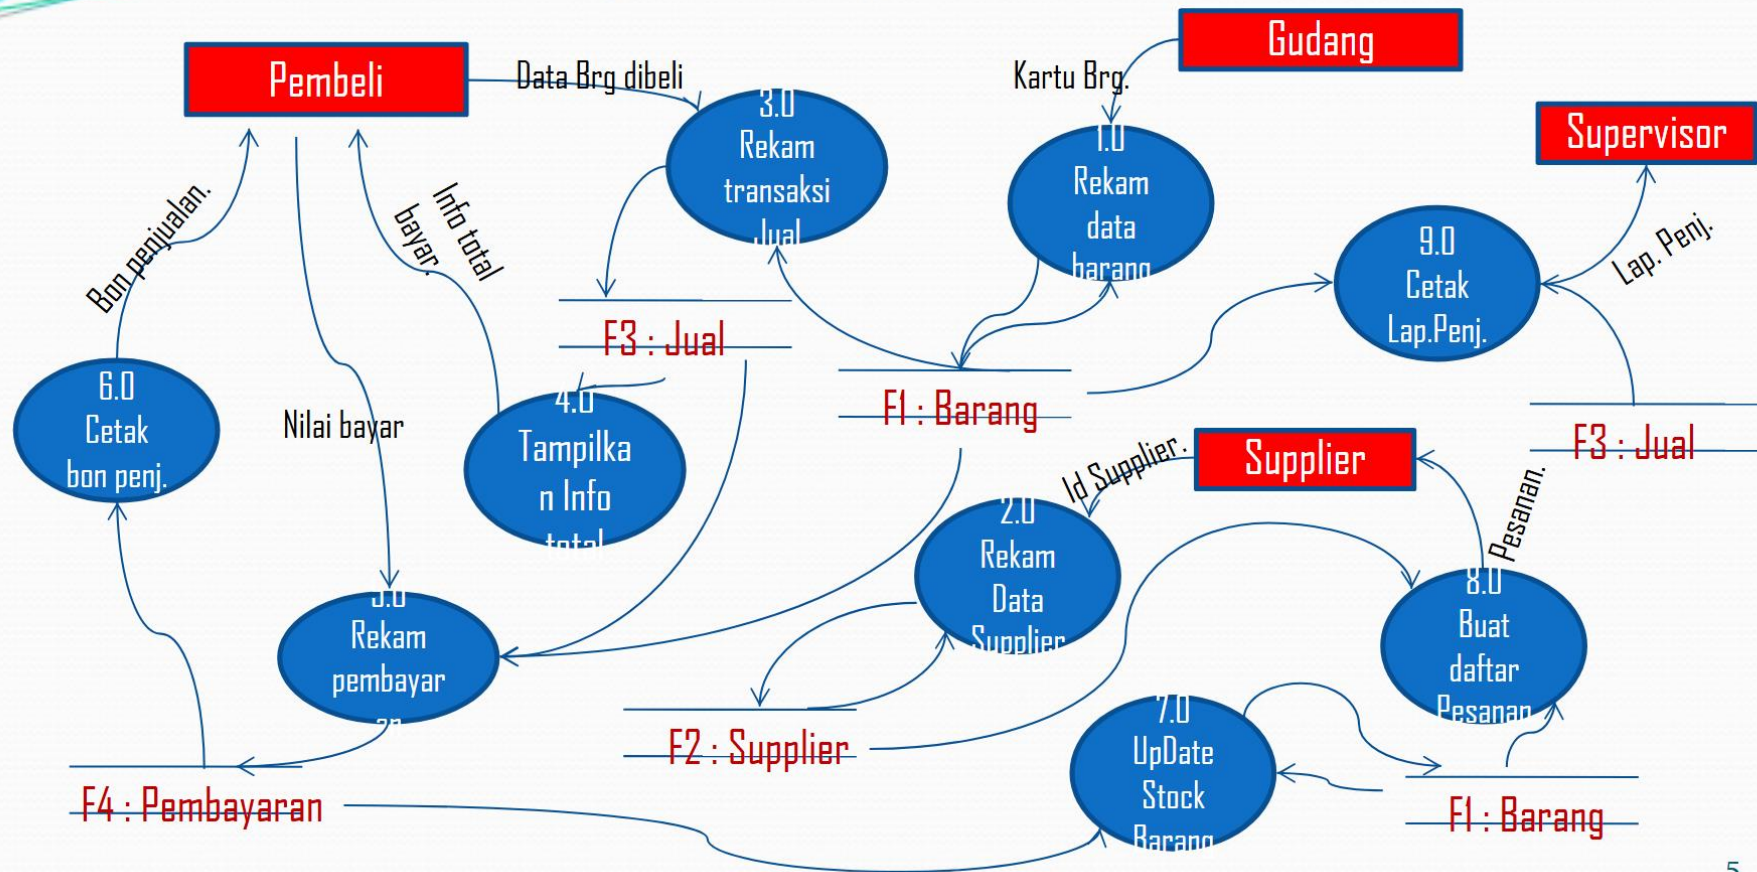 Gudang
Pembeli
Data Brg dibeli
Kartu Brg.
3.0
Rekam
transaksi
Jual
1.0
Rekam
data
barang
Supervisor
Bon penjualan.
Info total
bayar.
9.0
Cetak
Lap.Penj.
Lap. Penj.
F3 : Jual
6.0
Cetak
bon penj.
Nilai bayar
4.0
Tampilka
n Info
total
F1 : Barang
Id Supplier.
Supplier
Pesanan.
F3 : Jual
2.0
Rekam
Data
Supplier
5.0
Rekam
pembayar
an
8.0
Buat
daftar
Pesanan
F2 : Supplier
7.0
UpDate
Stock
Barang
F4 : Pembayaran
F1 : Barang
5